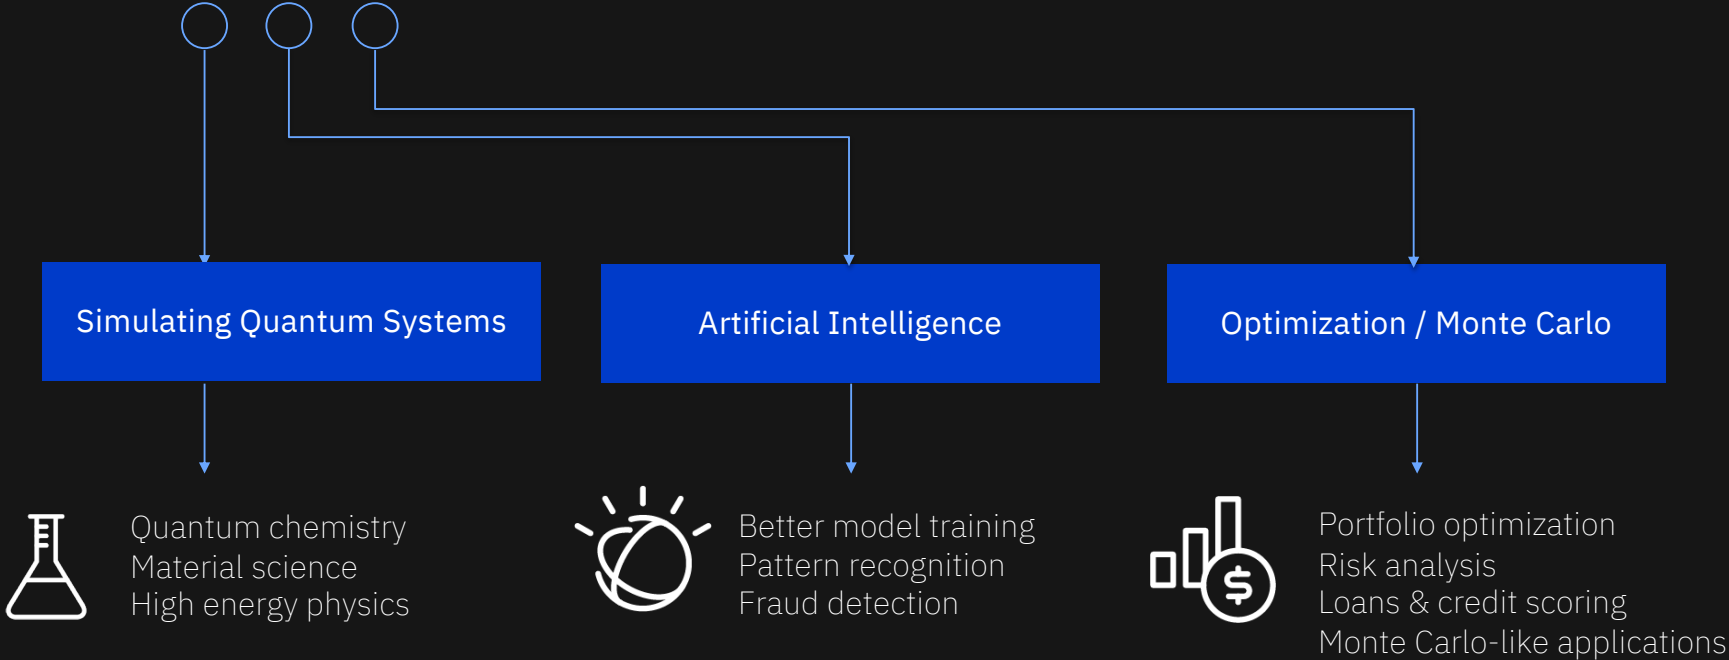 Simulating Quantum Systems
Artificial Intelligence
Optimization / Monte Carlo
Quantum chemistry
Material science
High energy physics
Better model training
Pattern recognition
Fraud detection
$
Portfolio optimization
Risk analysis
Loans & credit scoring
Monte Carlo-like applications